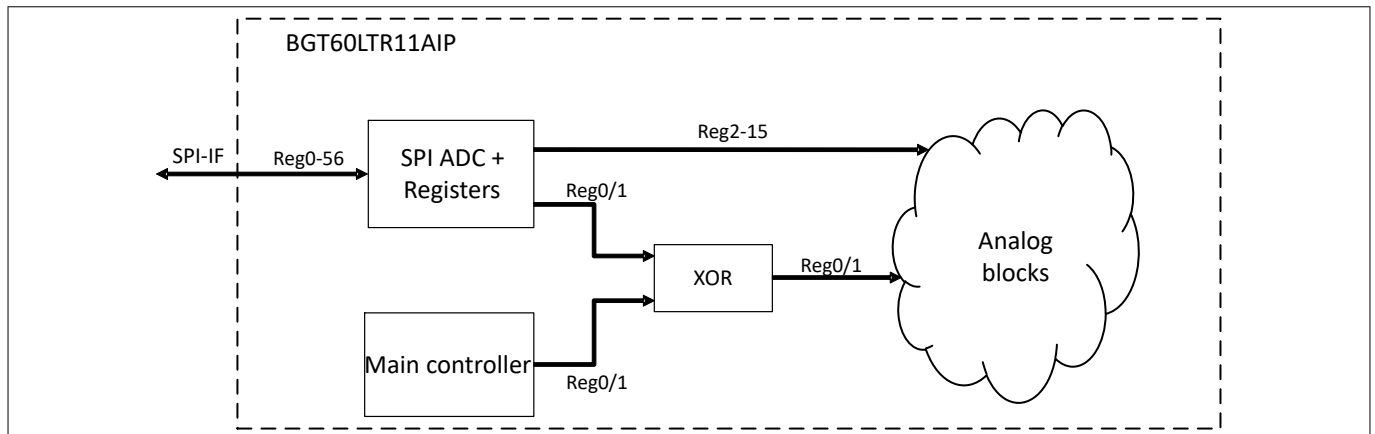 BGT60LTR11AIP
SPI-IF
Reg0-56
SPI ADC +
Registers
Reg2-15
Reg0/1
XOR
Reg0/1
Analog
blocks
Main controller
Reg0/1